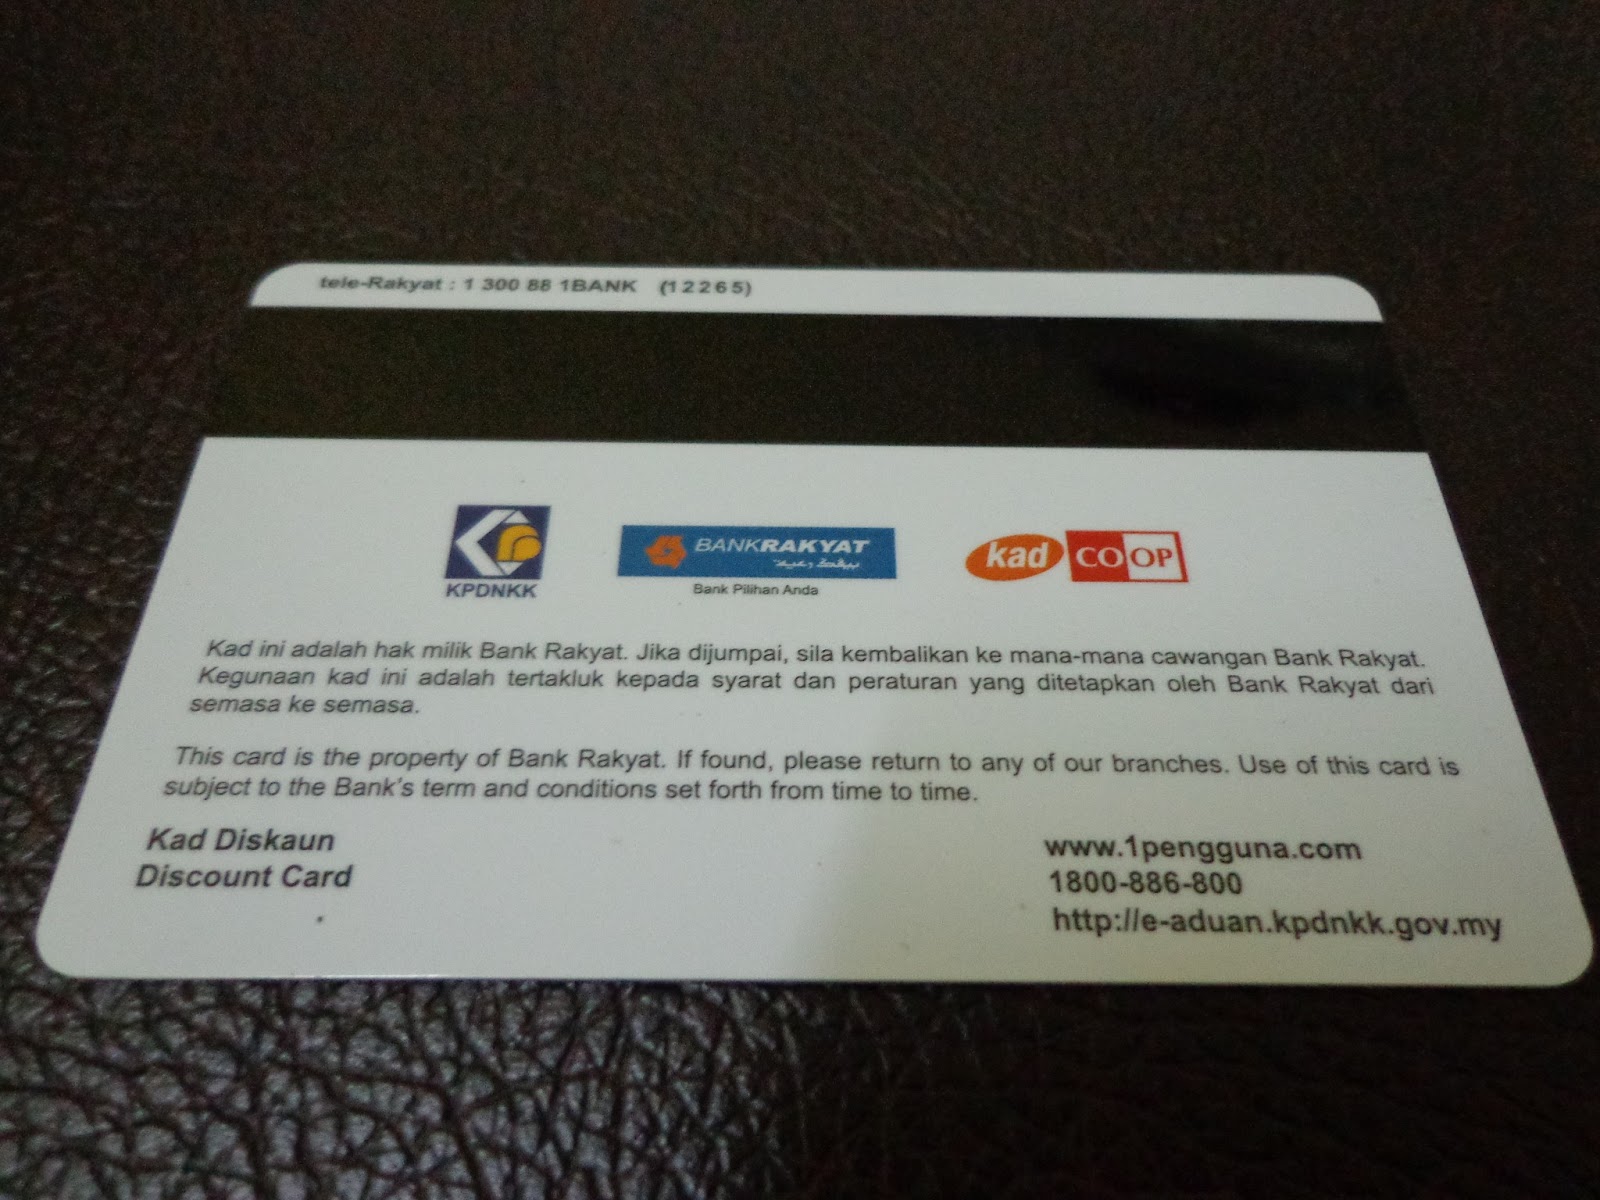 tele-Rakyat : 1 300 88 1BANK (12265)
KPDNKK
BANKRAKYAT
بيڤكـ رعية
Bank Pilihan Anda
kad
CO OP
Kad ini adalah hak milik Bank Rakyat. Jika dijumpai, sila kembalikan ke mana-mana cawangan Bank Rakyat.
Kegunaan kad ini adalah tertakluk kepada syarat dan peraturan yang ditetapkan oleh Bank Rakyat dari
semasa ke semasa.
This card is the property of Bank Rakyat. If found, please return to any of our branches. Use of this card is
subject to the Bank's term and conditions set forth from time to time.
Kad Diskaun
Discount Card
www.1pengguna.com
1800-886-800
http://e-aduan.kpdnkk.gov.my